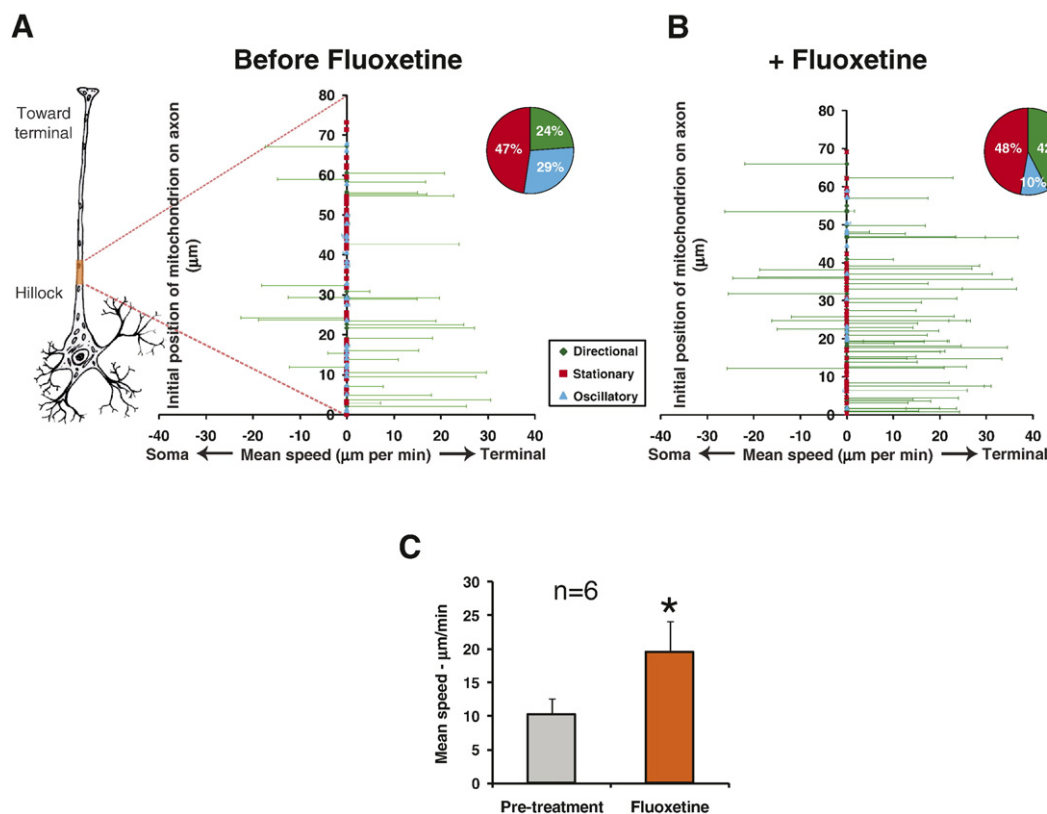 A
B
Before Fluoxetine
+ Fluoxetine
Toward
terminal
Hillock
Initial position of mitochondrion on axon
(µm)
80
70
60
50
40
30
20
10
0
-40 -30 -20 -10 0 10 20 30 40
Soma Mean speed (µm per min) Terminal
47%
24%
29%
Directional
Stationary
Oscillatory
Initial position of mitochondrion on axon
(µm)
80
70
60
50
40
30
20
10
0
-40 -30 -20 -10 0 10 20 30 40
Soma Mean speed (µm per min) Terminal
48%
42
10%
C
Mean speed - µm/min
30
25
20
15
10
5
0
n=6
*
Pre-treatment Fluoxetine